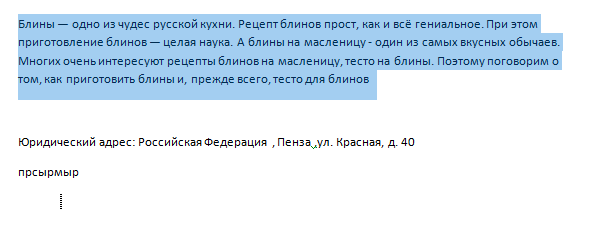 Блины — одно из чудес русской кухни. Рецепт блинов прост, как и всё гениальное. При этом
приготовление блинов — целая наука. А блины на масленицу - один из самых вкусных обычаев.
Многих очень интересуют рецепты блинов на масленицу, тесто на блины. Поэтому поговорим о
том, как приготовить блины и, прежде всего, тесто для блинов
Юридический адрес: Российская Федерация , Пенза ,ул. Красная, д. 40
прсырмыр